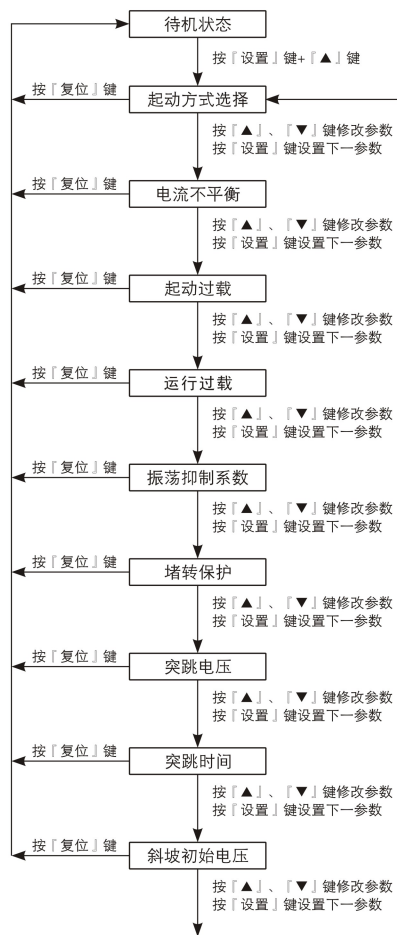 待机状态
按『设置』键+『▲』键
按『复位』键
起动方式选择
按『▲』、『▼』键修改参数
按『设置』键设置下一参数
按『复位』键
电流不平衡
按『▲』、『▼』键修改参数
按『设置』键设置下一参数
按『复位』键
起动过载
按『▲』、『▼』键修改参数
按『设置』键设置下一参数
按『复位』键
运行过载
按『▲』、『▼』键修改参数
按『设置』键设置下一参数
按『复位』键
振荡抑制系数
按『▲』、『▼』键修改参数
按『设置』键设置下一参数
按『复位』键
堵转保护
按『▲』、『▼』键修改参数
按『设置』键设置下一参数
按『复位』键
突跳电压
按『▲』、『▼』键修改参数
按『设置』键设置下一参数
按『复位』键
突跳时间
按『▲』、『▼』键修改参数
按『设置』键设置下一参数
按『复位』键
斜坡初始电压
按『▲』、『▼』键修改参数
按『设置』键设置下一参数